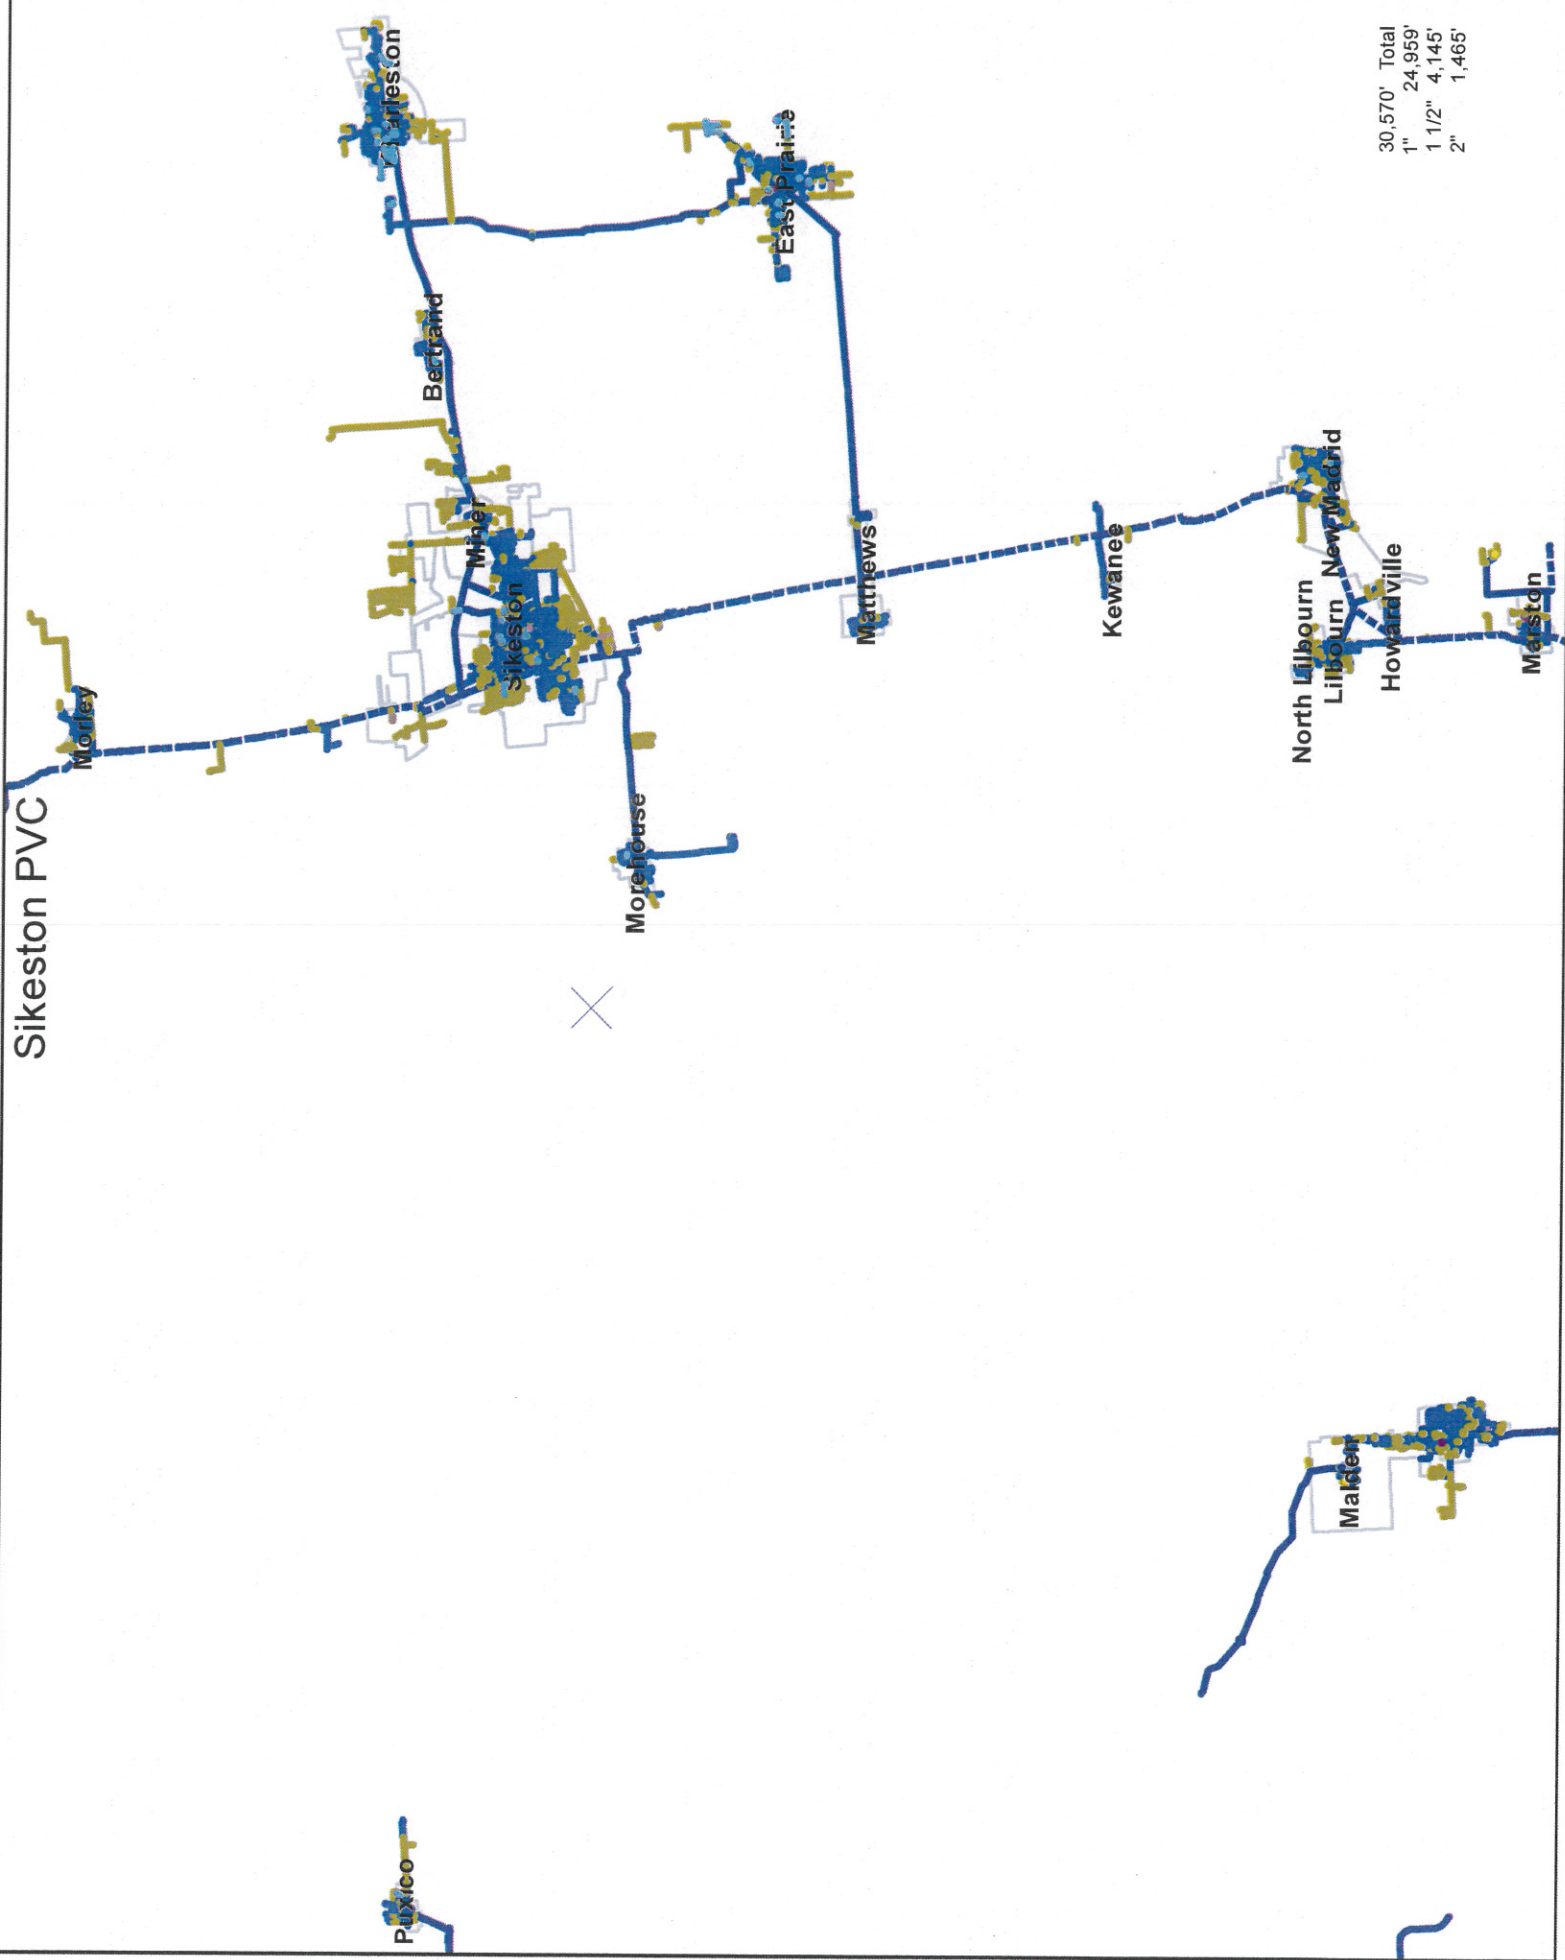 Sikeston PVC
Morley
Charleston
Bertrand
Miner
Sikeston
East Prairie
Morehouse
Matthews
Kewanee
New Madrid
North Lilbourn
Lilbourn
Howardville
Marston
Malden
Puxico
30,570' Total
1" 24,959'
1 1/2" 4,145'
2" 1,465'